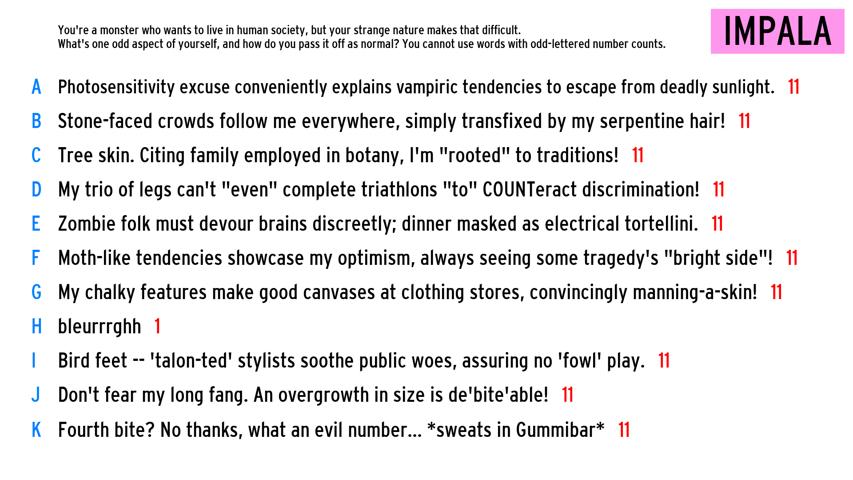 You're a monster who wants to live in human society, but your strange nature makes that difficult.
What's one odd aspect of yourself, and how do you pass it off as normal? You cannot use words with odd-lettered number counts.
IMPALA
A Photosensitivity excuse conveniently explains vampiric tendencies to escape from deadly sunlight. 11
B Stone-faced crowds follow me everywhere, simply transfixed by my serpentine hair! 11
C Tree skin. Citing family employed in botany, I'm "rooted" to traditions! 11
D My trio of legs can't "even" complete triathlons "to" COUNTeract discrimination! 11
E Zombie folk must devour brains discreetly; dinner masked as electrical tortellini. 11
F Moth-like tendencies showcase my optimism, always seeing some tragedy's "bright side"! 11
G My chalky features make good canvases at clothing stores, convincingly manning-a-skin! 11
H bleurrrghh 1
I Bird feet -- 'talon-ted' stylists soothe public woes, assuring no 'fowl' play. 11
J Don't fear my long fang. An overgrowth in size is de'bite'able! 11
K Fourth bite? No thanks, what an evil number... *sweats in Gummibar* 11